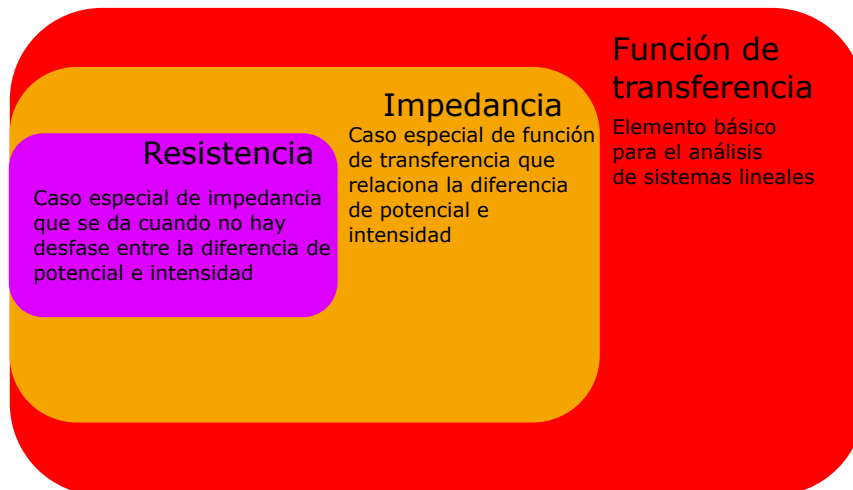 Función de
transferencia
Elemento básico
para el análisis
de sistemas lineales
Impedancia
Caso especial de función
de transferencia que
relaciona la diferencia
de potencial e
intensidad
Resistencia
Caso especial de impedancia
que se da cuando no hay
desfase entre la diferencia de
potencial e intensidad